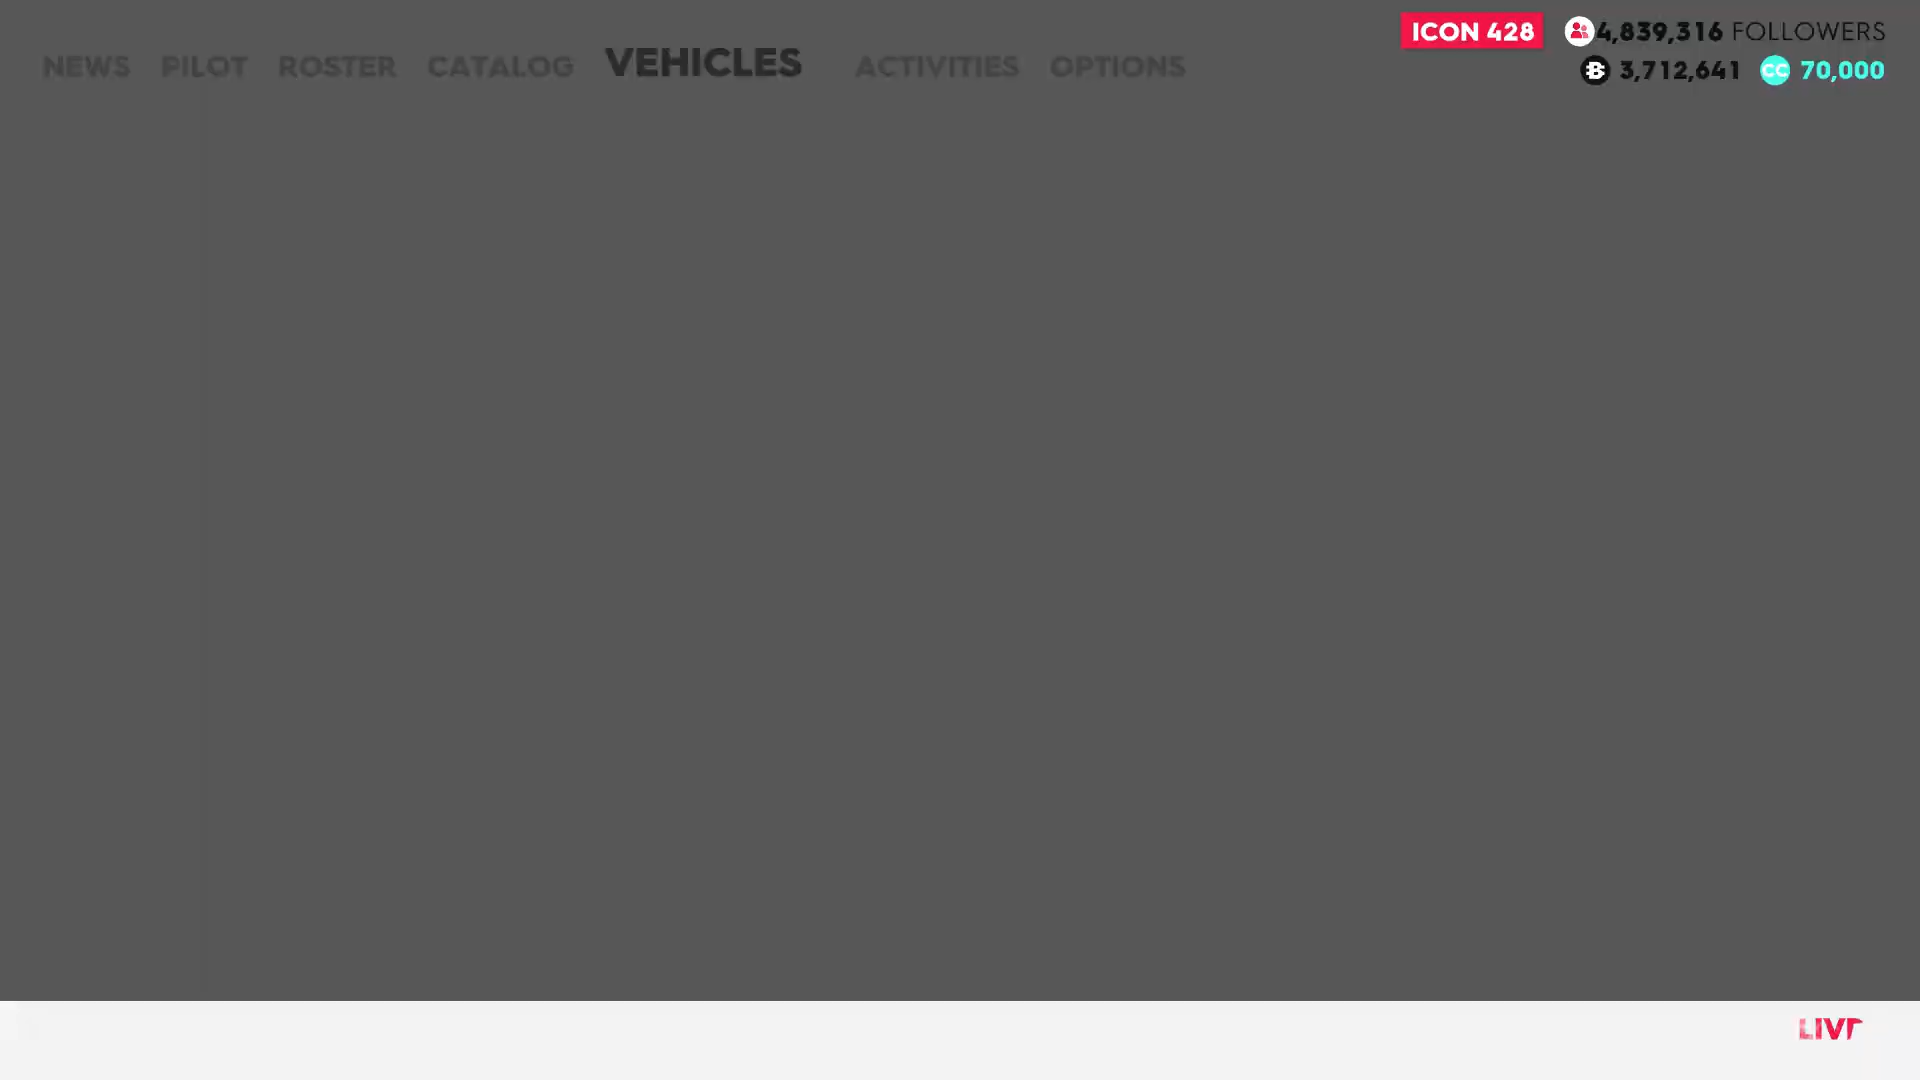 NEWS PILOT ROSTER CATALOG VEHICLES ACTIVITIES OPTIONS
ICON 428 4,839,316 FOLLOWERS
3,712,641 CC 70,000